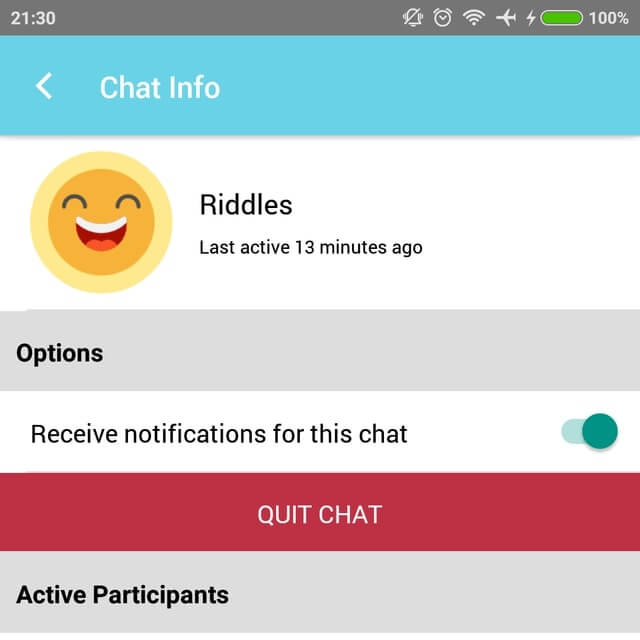 21:30 100%
Chat Info
Riddles
Last active 13 minutes ago
Options
Receive notifications for this chat
QUIT CHAT
Active Participants